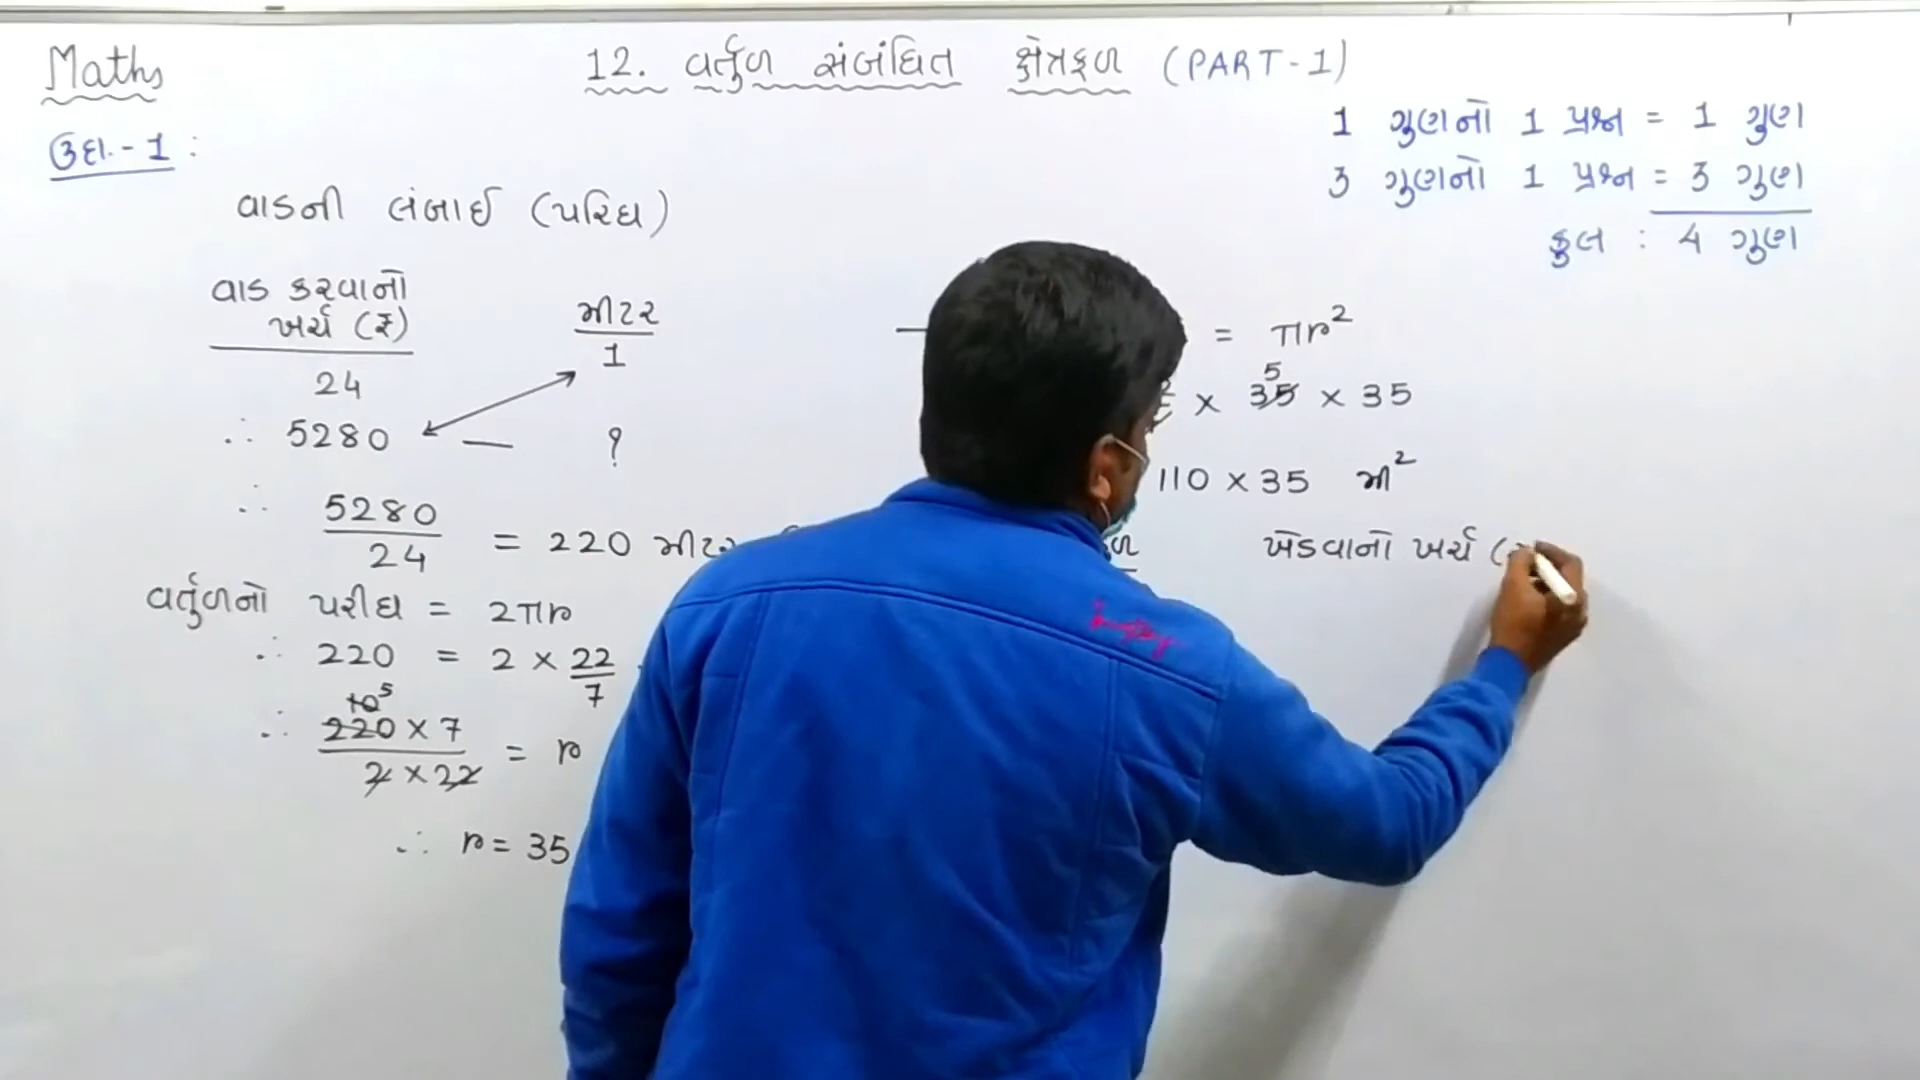 Maths
12. વર્તુળ સંબંધિત ક્ષેત્રફળ (PART-1)
1 ગુણનો 1 પ્રશ્ન = 1 ગુણ
3 ગુણનો 1 પ્રશ્ન = 3 ગુણ
કુલ : 4 ગુણ
ઉદા.-1 :
વાડની લંબાઈ (પરિઘ)
વાડ કરવાનો
ખર્ચ (₹)
મીટર
24
1
∴ 5280 — ?
∴ 5280/24 = 220 મીટર
વર્તુળનો પરીઘ = 2πr
∴ 220 = 2 × 22/7
10 5
∴ 220 × 7 / 2 × 22 = r
∴ r = 35
= πr²
5
× 35 × 35
110 × 35 મી²
ખેડવાનો ખર્ચ (